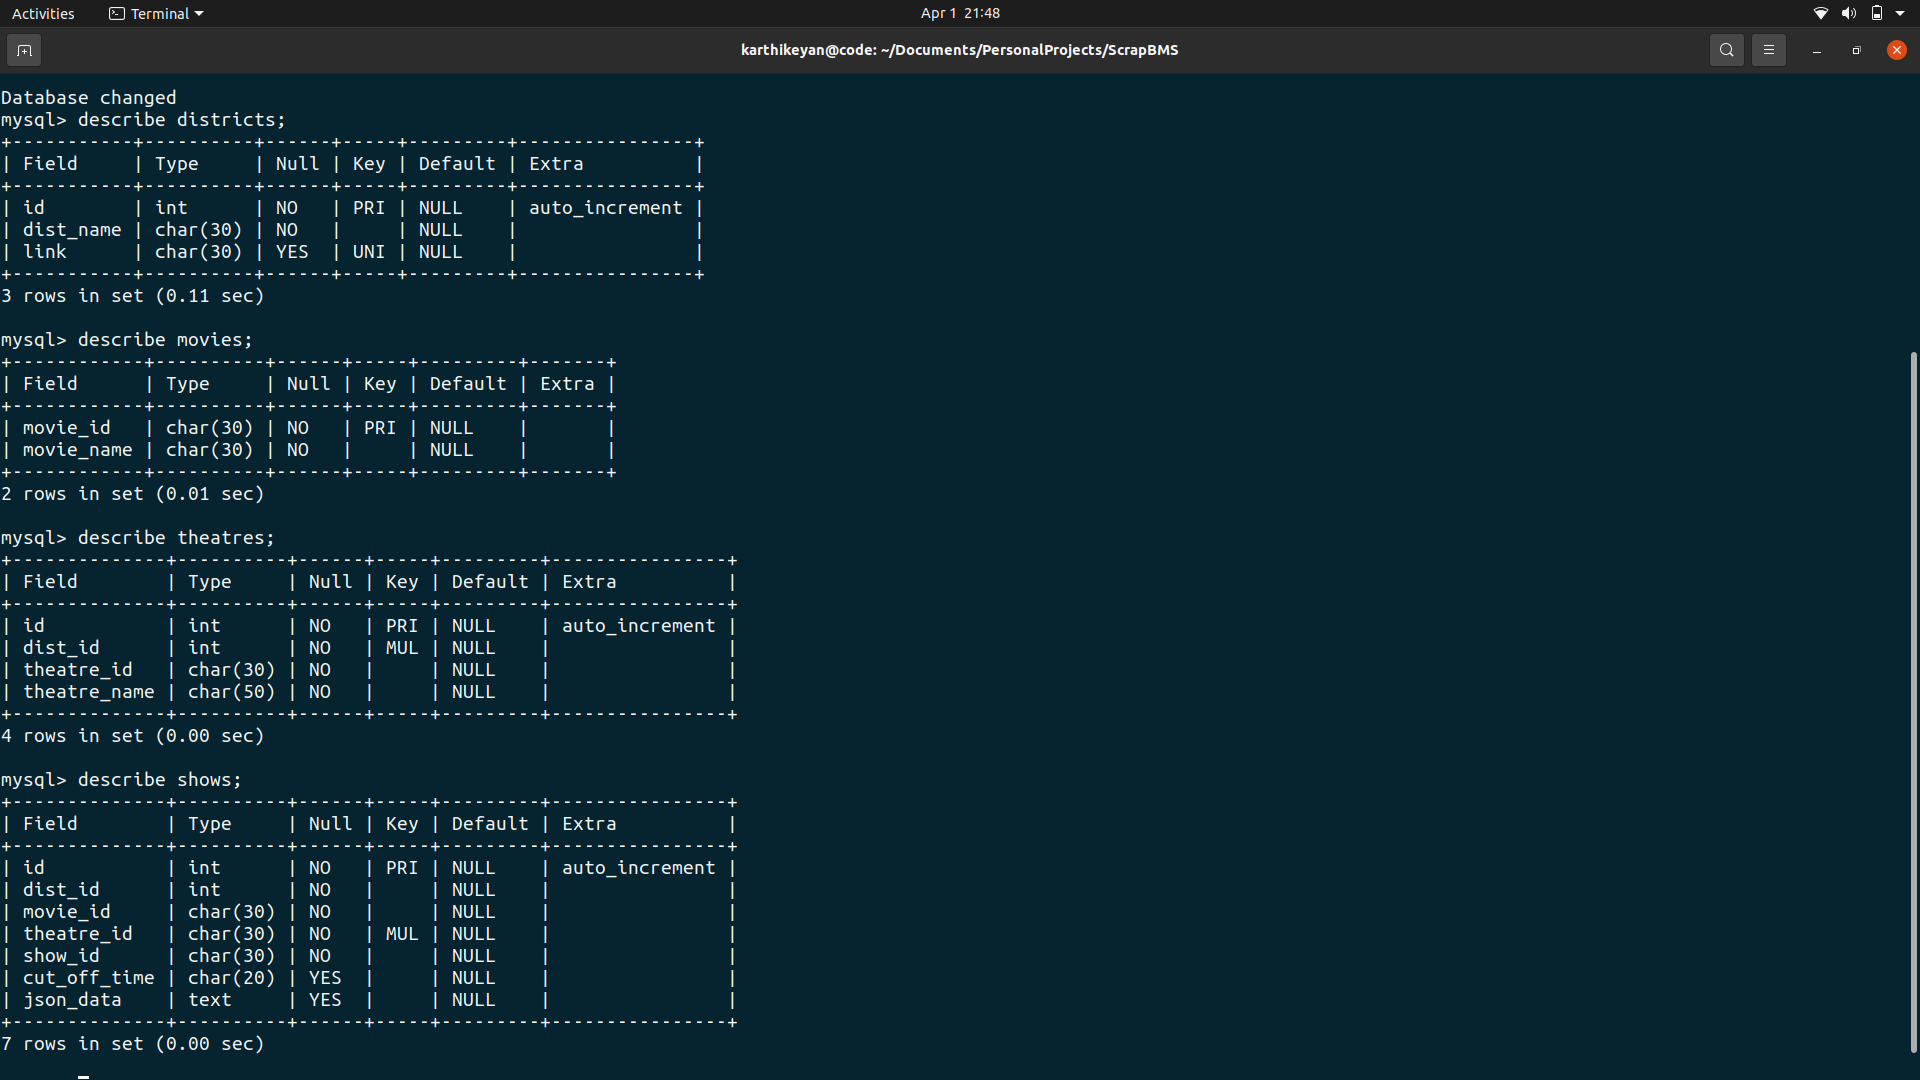 Activities Terminal Apr 1 21:48
karthikeyan@code: ~/Documents/PersonalProjects/ScrapBMS
Database changed
mysql> describe districts;
+-----------+----------+------+-----+---------+----------------+
| Field     | Type     | Null | Key | Default | Extra          |
+-----------+----------+------+-----+---------+----------------+
| id        | int      | NO   | PRI | NULL    | auto_increment |
| dist_name | char(30) | NO   |     | NULL    |                |
| link      | char(30) | YES  | UNI | NULL    |                |
+-----------+----------+------+-----+---------+----------------+
3 rows in set (0.11 sec)
mysql> describe movies;
+------------+----------+------+-----+---------+-------+
| Field      | Type     | Null | Key | Default | Extra |
+------------+----------+------+-----+---------+-------+
| movie_id   | char(30) | NO   | PRI | NULL    |       |
| movie_name | char(30) | NO   |     | NULL    |       |
+------------+----------+------+-----+---------+-------+
2 rows in set (0.01 sec)
mysql> describe theatres;
+--------------+----------+------+-----+---------+----------------+
| Field        | Type     | Null | Key | Default | Extra          |
+--------------+----------+------+-----+---------+----------------+
| id           | int      | NO   | PRI | NULL    | auto_increment |
| dist_id      | int      | NO   | MUL | NULL    |                |
| theatre_id   | char(30) | NO   |     | NULL    |                |
| theatre_name | char(50) | NO   |     | NULL    |                |
+--------------+----------+------+-----+---------+----------------+
4 rows in set (0.00 sec)
mysql> describe shows;
+--------------+----------+------+-----+---------+----------------+
| Field        | Type     | Null | Key | Default | Extra          |
+--------------+----------+------+-----+---------+----------------+
| id           | int      | NO   | PRI | NULL    | auto_increment |
| dist_id      | int      | NO   |     | NULL    |                |
| movie_id     | char(30) | NO   |     | NULL    |                |
| theatre_id   | char(30) | NO   | MUL | NULL    |                |
| show_id      | char(30) | NO   |     | NULL    |                |
| cut_off_time | char(20) | YES  |     | NULL    |                |
| json_data    | text     | YES  |     | NULL    |                |
+--------------+----------+------+-----+---------+----------------+
7 rows in set (0.00 sec)